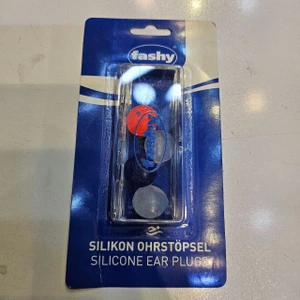 fashy
SILIKON OHRSTÖPSEL
SILICONE EAR PLUGS